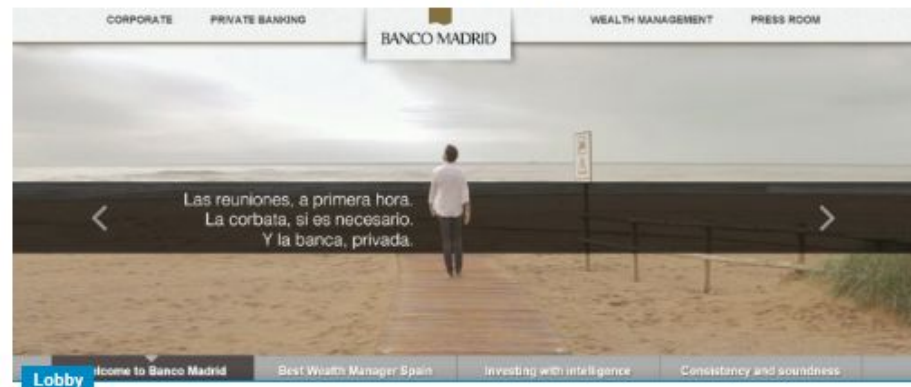 CORPORATE PRIVATE BANKING WEALTH MANAGEMENT PRESS ROOM
BANCO MADRID
Las reuniones, a primera hora.
La corbata, si es necesario.
Y la banca, privada.
lcome to Banco Madrid Best Wealth Manager Spain Investing with intelligence Consistency and soundness
Lobby